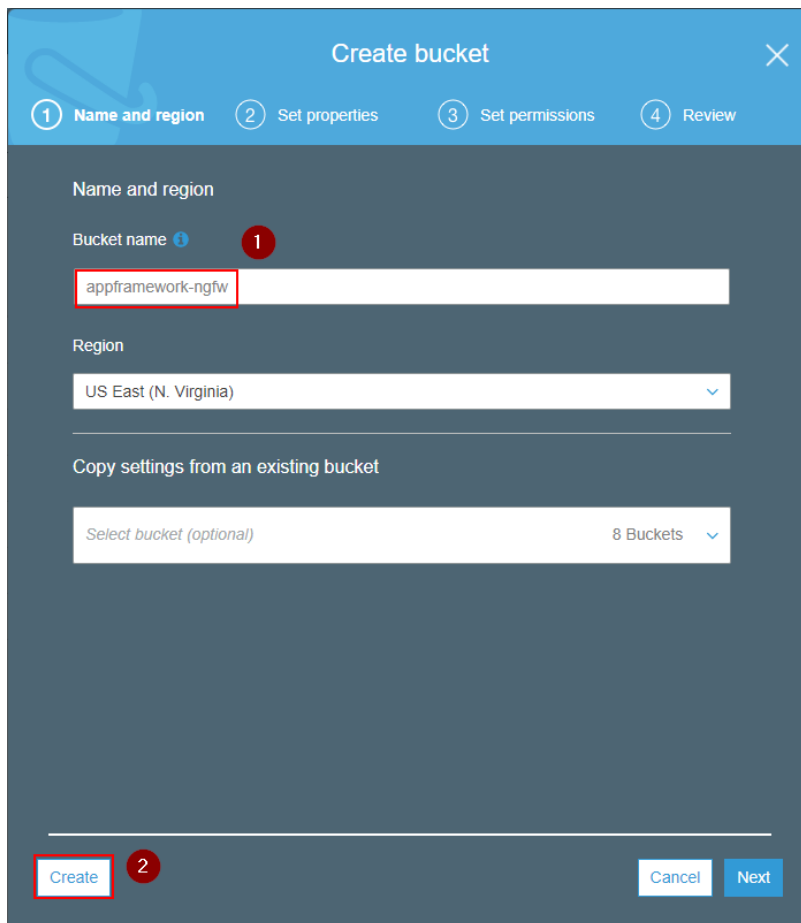 Create bucket
1 Name and region 2 Set properties 3 Set permissions 4 Review
Name and region
Bucket name i 1
appframework-ngfw
Region
US East (N. Virginia)
Copy settings from an existing bucket
Select bucket (optional) 8 Buckets
Create 2 Cancel Next